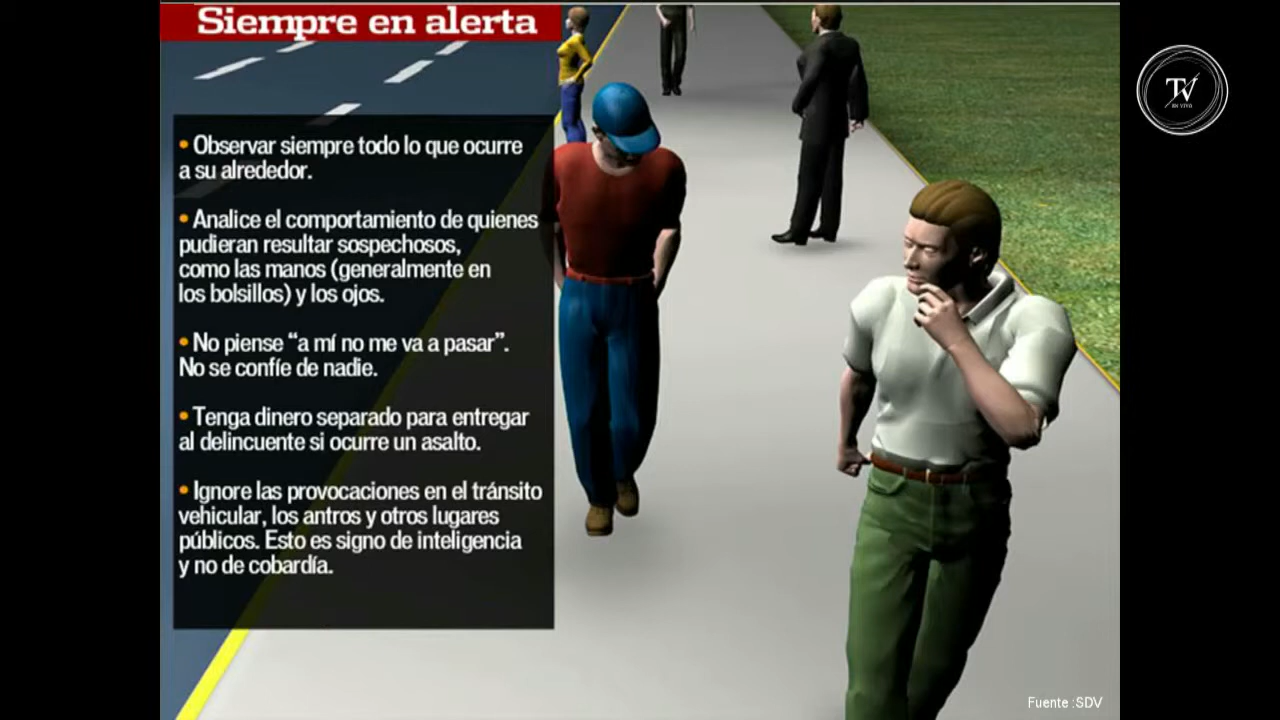 Siempre en alerta
• Observar siempre todo lo que ocurre
a su alrededor.
• Analice el comportamiento de quienes
pudieran resultar sospechosos,
como las manos (generalmente en
los bolsillos) y los ojos.
• No piense “a mí no me va a pasar”.
No se confíe de nadie.
• Tenga dinero separado para entregar
al delincuente si ocurre un asalto.
• Ignore las provocaciones en el tránsito
vehicular, los antros y otros lugares
públicos. Esto es signo de inteligencia
y no de cobardía.
TV
EN VIVO
Fuente :SDV